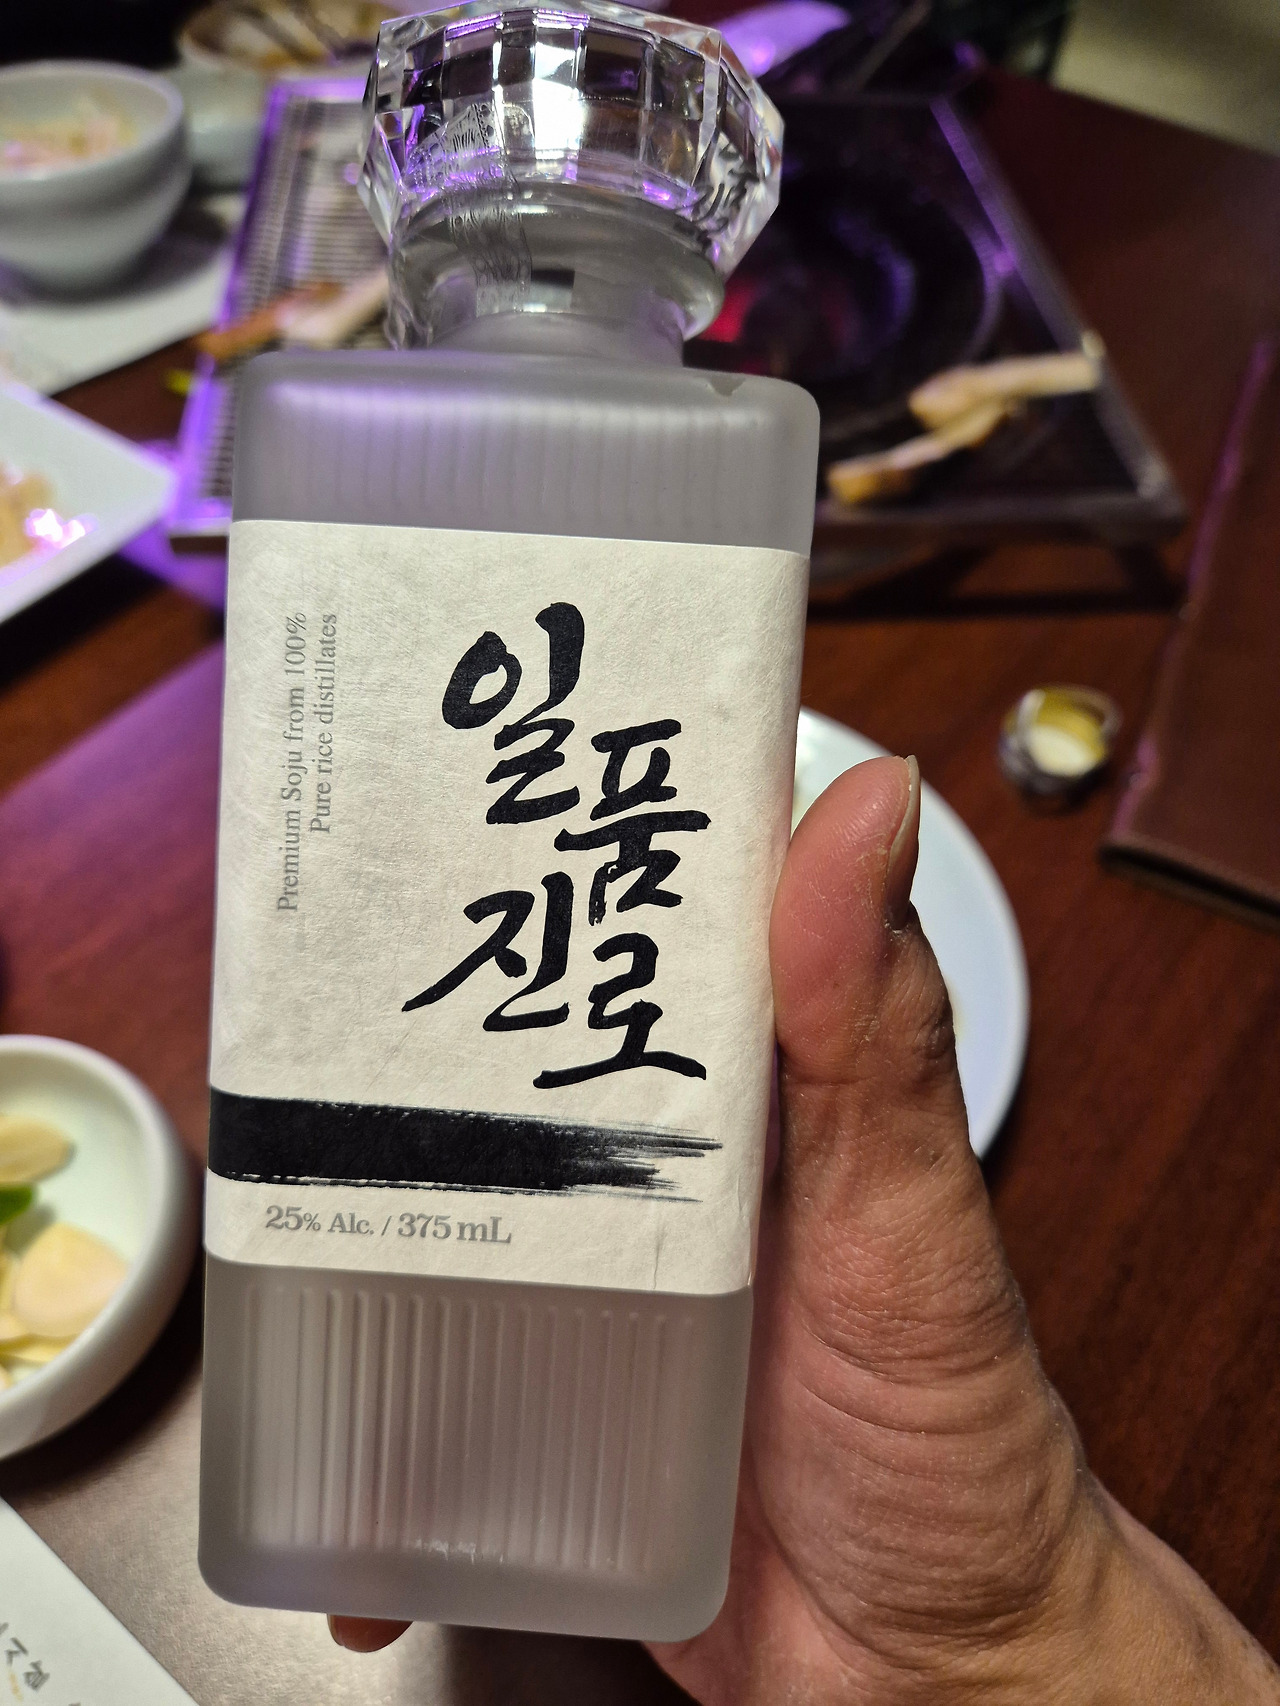 Premium Soju from 100%
Pure rice distillates
일품
진로
25% Alc. / 375 mL